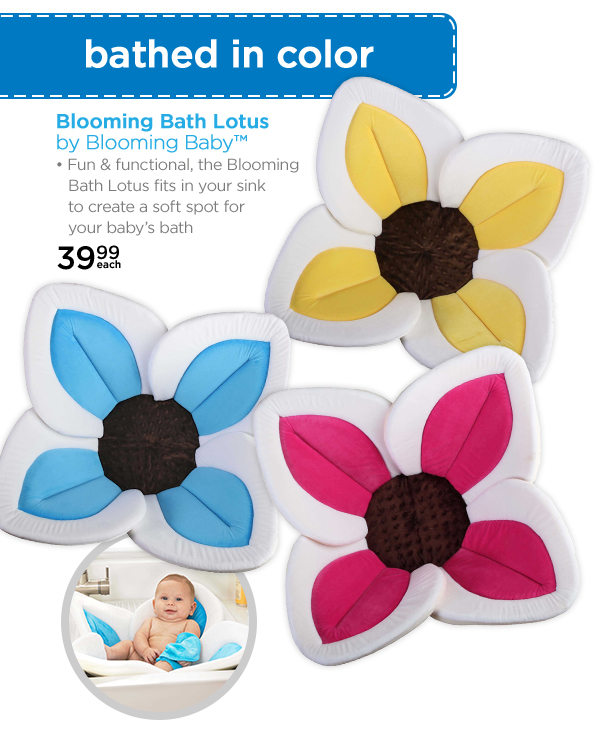 bathed in color
Blooming Bath Lotus
by Blooming Baby™
• Fun & functional, the Blooming
Bath Lotus fits in your sink
to create a soft spot for
your baby's bath
39.99 each